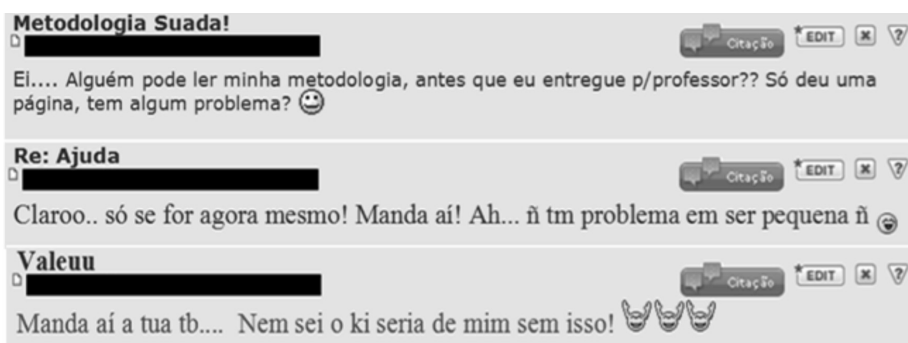 Metodologia Suada!
Citação EDIT
Ei.... Alguém pode ler minha metodologia, antes que eu entregue p/professor?? Só deu uma
página, tem algum problema?
Re: Ajuda
Citação EDIT
Claroo.. só se for agora mesmo! Manda aí! Ah... ñ tm problema em ser pequena ñ
Valeuu
Citação EDIT
Manda aí a tua tb.... Nem sei o ki seria de mim sem isso!